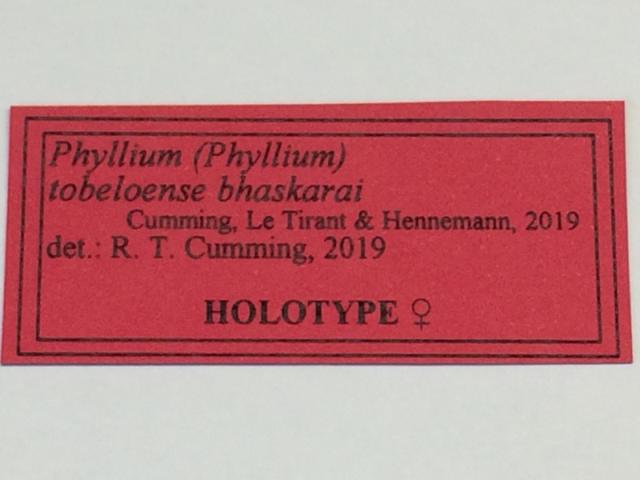 Phyllium (Phyllium)
tobeloense bhaskarai
Cumming, Le Tirant & Hennemann, 2019
det.: R. T. Cumming, 2019
HOLOTYPE ♀